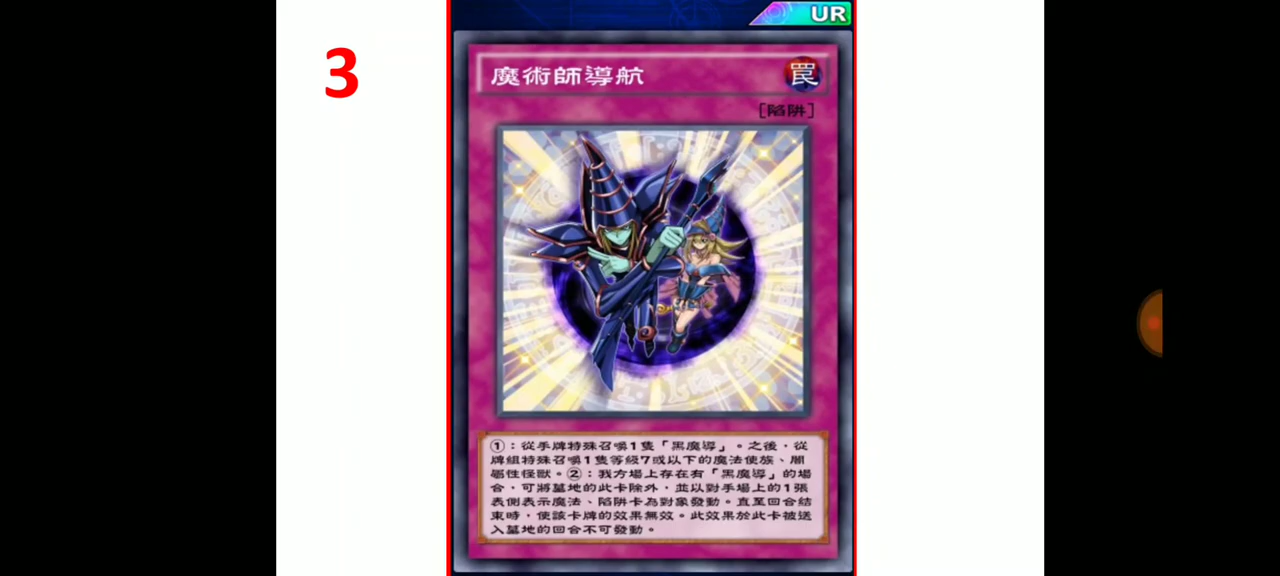 UR
3
魔術師導航
罠
[陷阱]
①：從手牌特殊召喚1隻「黑魔導」。之後，從
牌組特殊召喚1隻等級7或以下的魔法使族、闇
屬性怪獸。②：我方場上存在有「黑魔導」的場
合，可將墓地的此卡除外，並以對手場上的1張
表側表示魔法、陷阱卡為對象發動。直至回合結
束時，使該卡牌的效果無效。此效果於此卡被送
入墓地的回合不可發動。